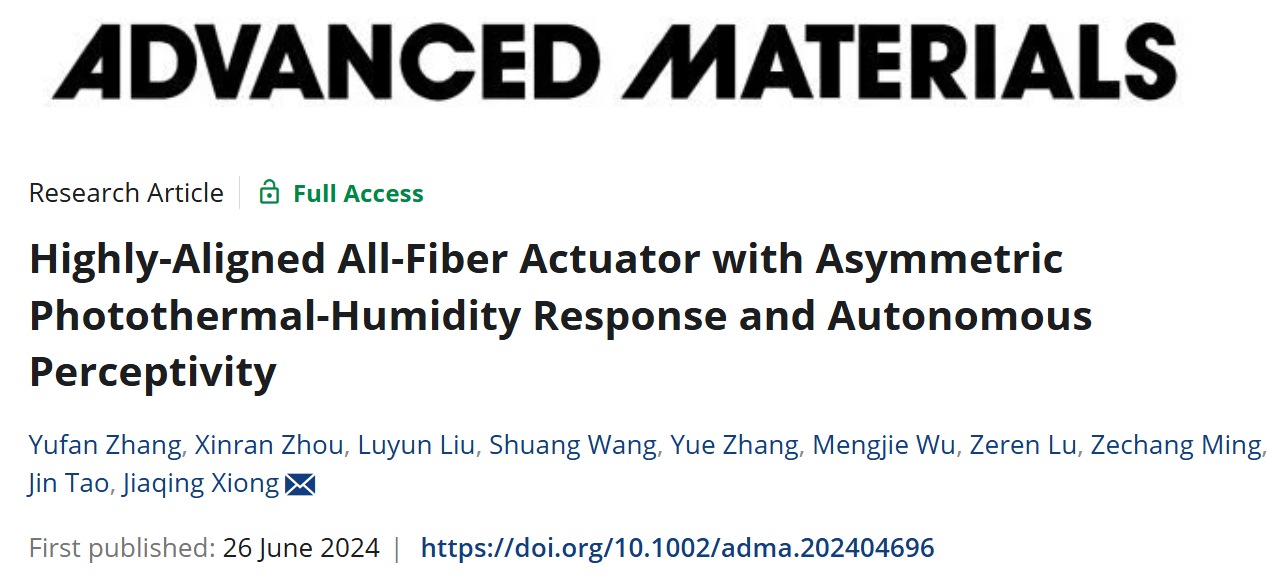 ADVANCED MATERIALS
Research Article | Full Access
Highly-Aligned All-Fiber Actuator with Asymmetric
Photothermal-Humidity Response and Autonomous
Perceptivity
Yufan Zhang, Xinran Zhou, Luyun Liu, Shuang Wang, Yue Zhang, Mengjie Wu, Zeren Lu, Zechang Ming,
Jin Tao, Jiaqing Xiong
First published: 26 June 2024 | https://doi.org/10.1002/adma.202404696